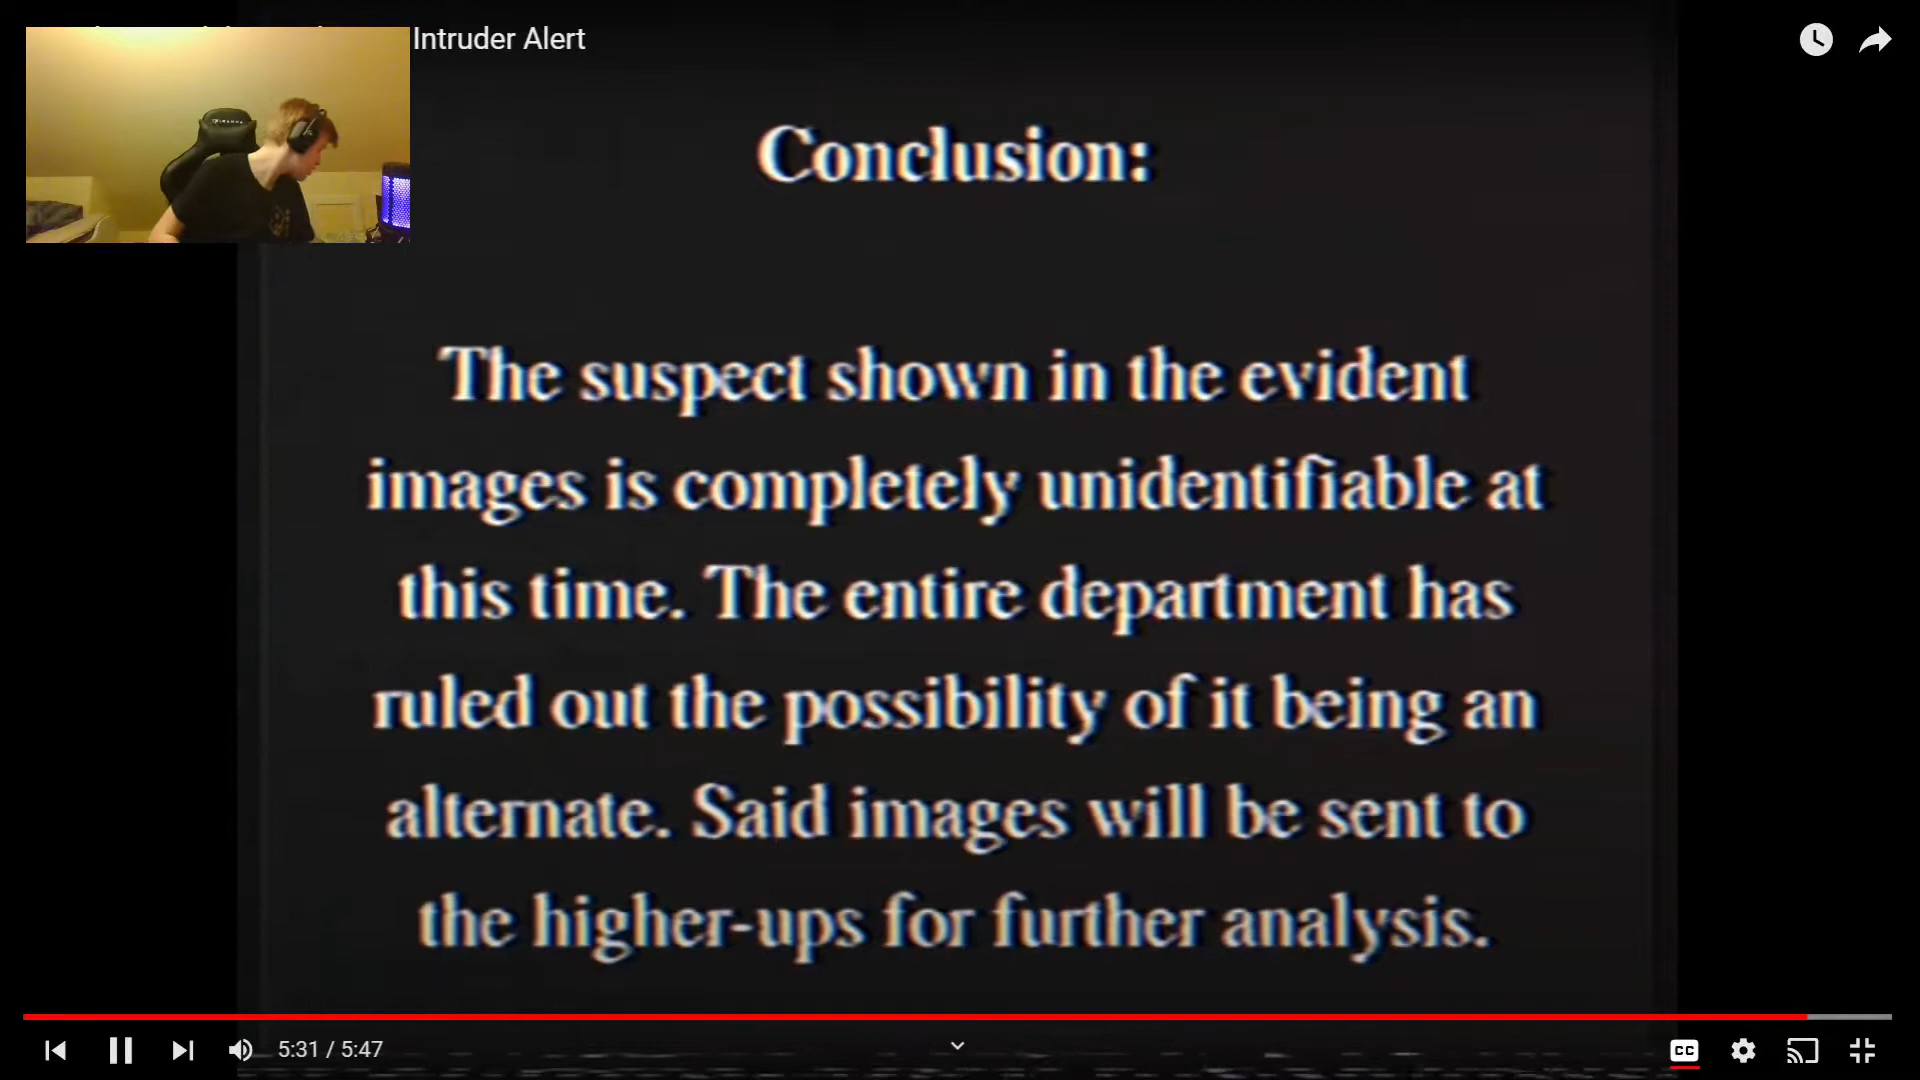 Intruder Alert
Conclusion:
The suspect shown in the evident
images is completely unidentifiable at
this time. The entire department has
ruled out the possibility of it being an
alternate. Said images will be sent to
the higher-ups for further analysis.
5:31 / 5:47
CC